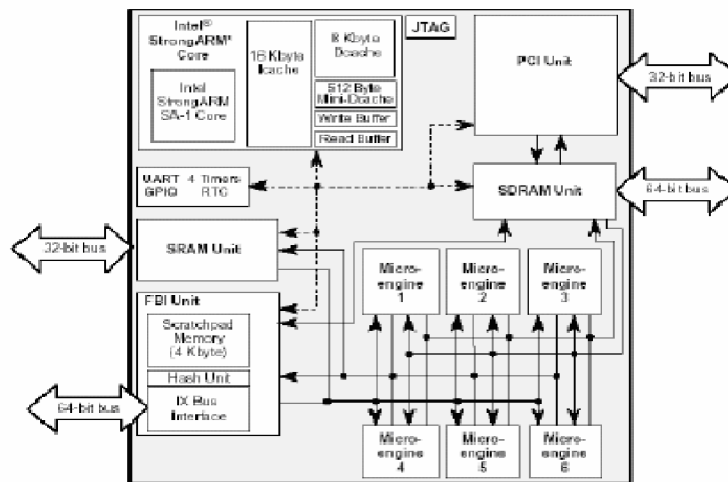 Intel®
StrongARM*
Core
Intel
StrongARM
SA-1 Core
16 Kbyte
Icache
8 Kbyte
Dcache
512 Byte
Mini-Dcache
Write Buffer
Read Buffer
JTAG
PCI Unit
32-bit bus
UART 4 Timers
GPIO RTC
SDRAM Unit
64-bit bus
32-bit bus
SRAM Unit
FBI Unit
Scratchpad
Memory
(4 Kbyte)
Hash Unit
IX Bus
Interface
64-bit bus
Micro-
engine
1
Micro-
engine
2
Micro-
engine
3
Micro-
engine
4
Micro-
engine
5
Micro-
engine
6